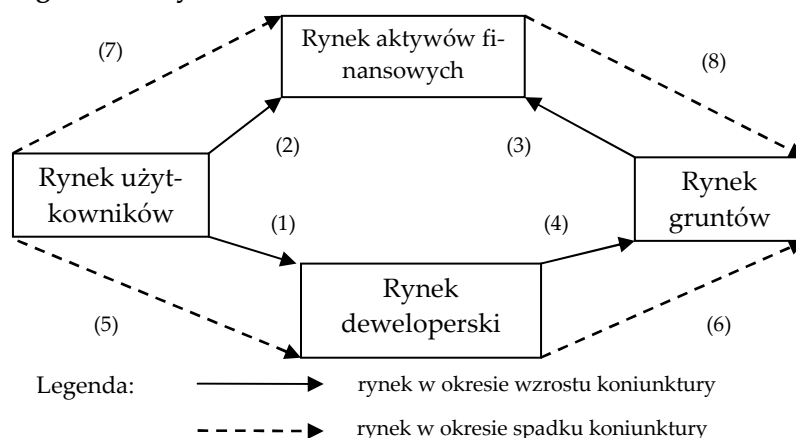 (7)
Rynek aktywów fi-
nansowych
(8)
(2)
(3)
Rynek użyt-
kowników
Rynek
gruntów
(1)
(4)
Rynek
deweloperski
(5)
(6)
Legenda:
rynek w okresie wzrostu koniunktury
rynek w okresie spadku koniunktury